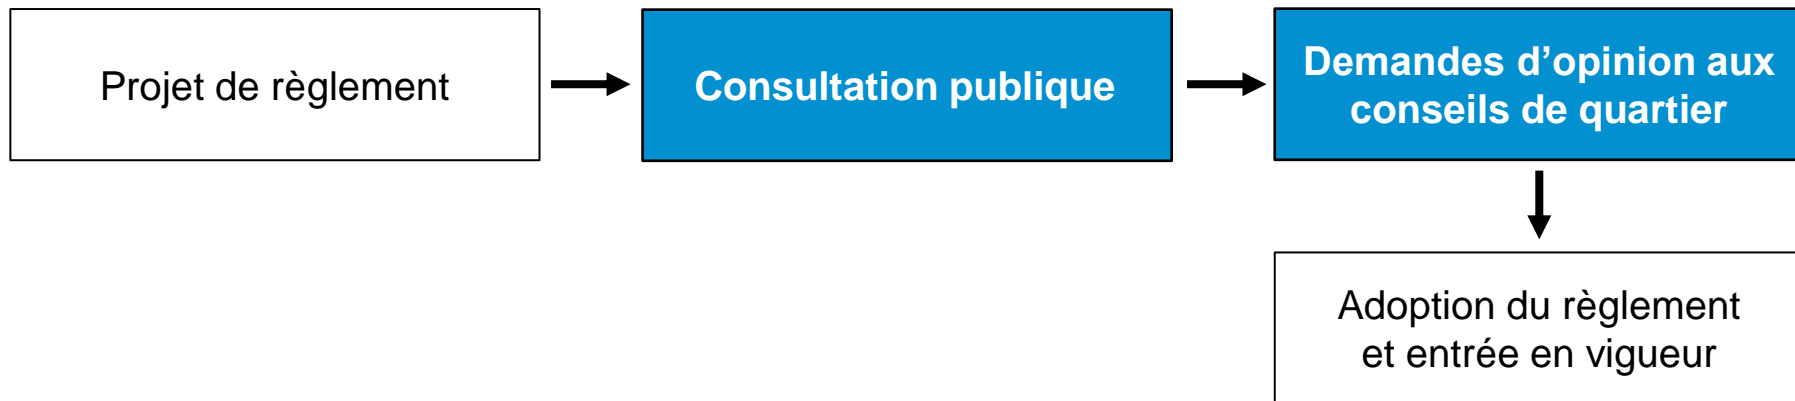 Projet de règlement
Consultation publique
Demandes d’opinion aux
conseils de quartier
Adoption du règlement
et entrée en vigueur